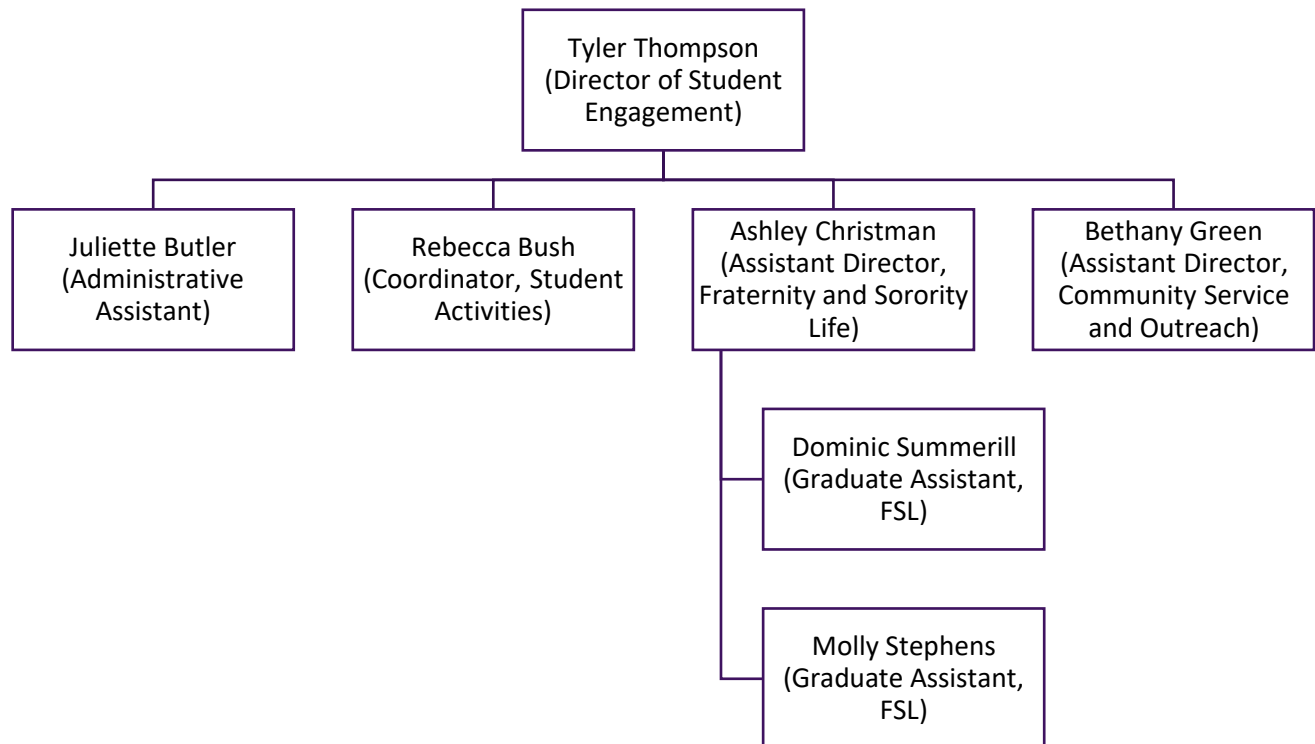 Tyler Thompson
(Director of Student
Engagement)
Juliette Butler
(Administrative
Assistant)
Rebecca Bush
(Coordinator, Student
Activities)
Ashley Christman
(Assistant Director,
Fraternity and Sorority
Life)
Bethany Green
(Assistant Director,
Community Service
and Outreach)
Dominic Summerill
(Graduate Assistant,
FSL)
Molly Stephens
(Graduate Assistant,
FSL)